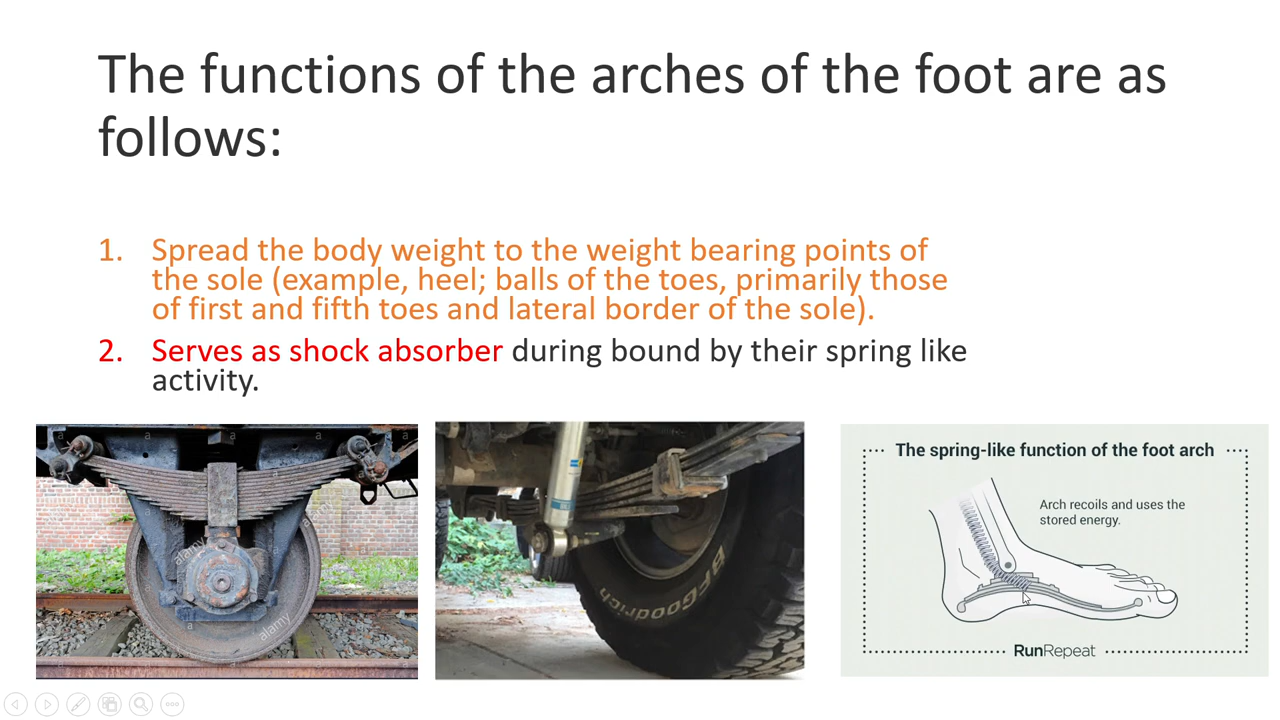 The functions of the arches of the foot are as
follows:
1. Spread the body weight to the weight bearing points of
the sole (example, heel; balls of the toes, primarily those
of first and fifth toes and lateral border of the sole).
2. Serves as shock absorber during bound by their spring like
activity.
a
a
a
a
alamy
alamy
BFGoodrich
The spring-like function of the foot arch
Arch recoils and uses the
stored energy.
RunRepeat